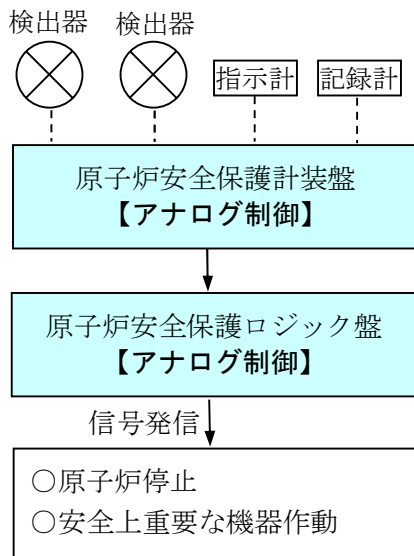 検出器
検出器
指示計
記録計
原子炉安全保護計装盤
【アナログ制御】
原子炉安全保護ロジック盤
【アナログ制御】
信号発信
○原子炉停止
○安全上重要な機器作動